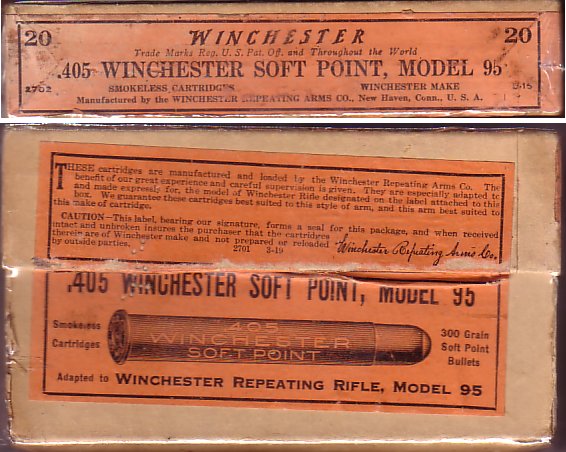 20 WINCHESTER 20
Trade Marks Reg. U. S. Pat. Off. and Throughout the World
.405 WINCHESTER SOFT POINT, MODEL 95
SMOKELESS CARTRIDGES WINCHESTER MAKE
2702 9-15
Manufactured by the WINCHESTER REPEATING ARMS CO., New Haven, Conn., U. S. A.
THESE cartridges are manufactured and loaded by the Winchester Repeating Arms Co. The
benefit of our great experience and careful supervision is given. They are especially adapted to
and made expressly for, the model of Winchester Rifle designated on the label attached to this
box. We guarantee these cartridges best suited to this style of arm, and this arm best suited to
this make of cartridge.
CAUTION—This label, bearing our signature, forms a seal for this package, and when received
intact and unbroken insures the purchaser that the cartridges
therein are of Winchester make and not prepared or reloaded
by outside parties. 2701 3-19
Winchester Repeating Arms Co.
.405 WINCHESTER SOFT POINT, MODEL 95
Smokeless
Cartridges
405
WINCHESTER
SOFT POINT
300 Grain
Soft Point
Bullets
Adapted to WINCHESTER REPEATING RIFLE, MODEL 95